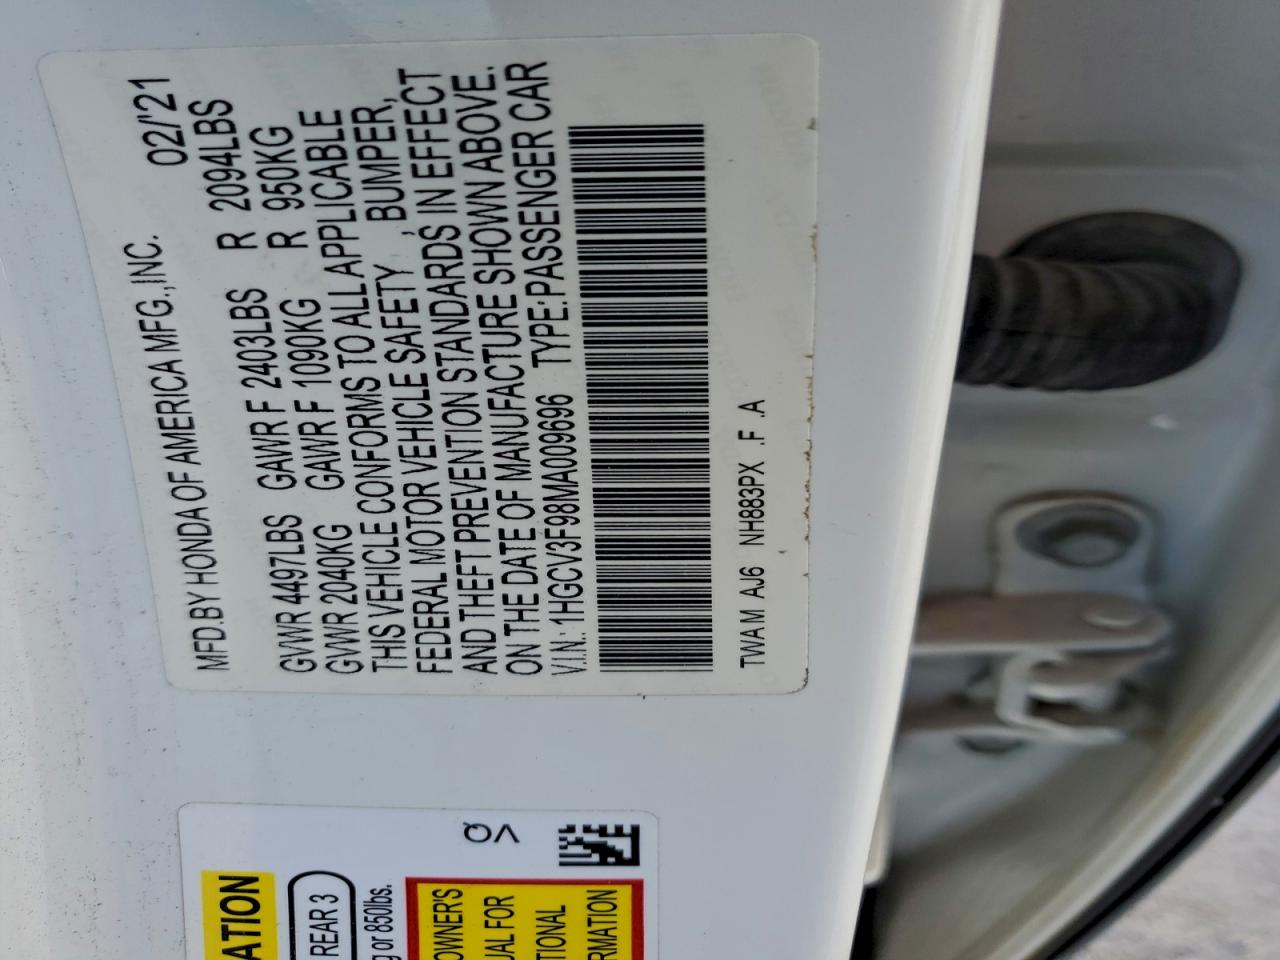 MFD.BY HONDA OF AMERICA MFG.,INC. 02/'21
GVWR 4497LBS GAWR F 2403LBS R 2094LBS
GVWR 2040KG GAWR F 1090KG R 950KG
THIS VEHICLE CONFORMS TO ALL APPLICABLE
FEDERAL MOTOR VEHICLE SAFETY , BUMPER,
AND THEFT PREVENTION STANDARDS IN EFFECT
ON THE DATE OF MANUFACTURE SHOWN ABOVE.
V.I.N.: 1HGCV3F98MA009696 TYPE:PASSENGER CAR
TWAM AJ6 NH883PX .F .A
VQ
ATION
REAR 3
g or 850lbs.
OWNER'S
UAL FOR
TIONAL
RMATION